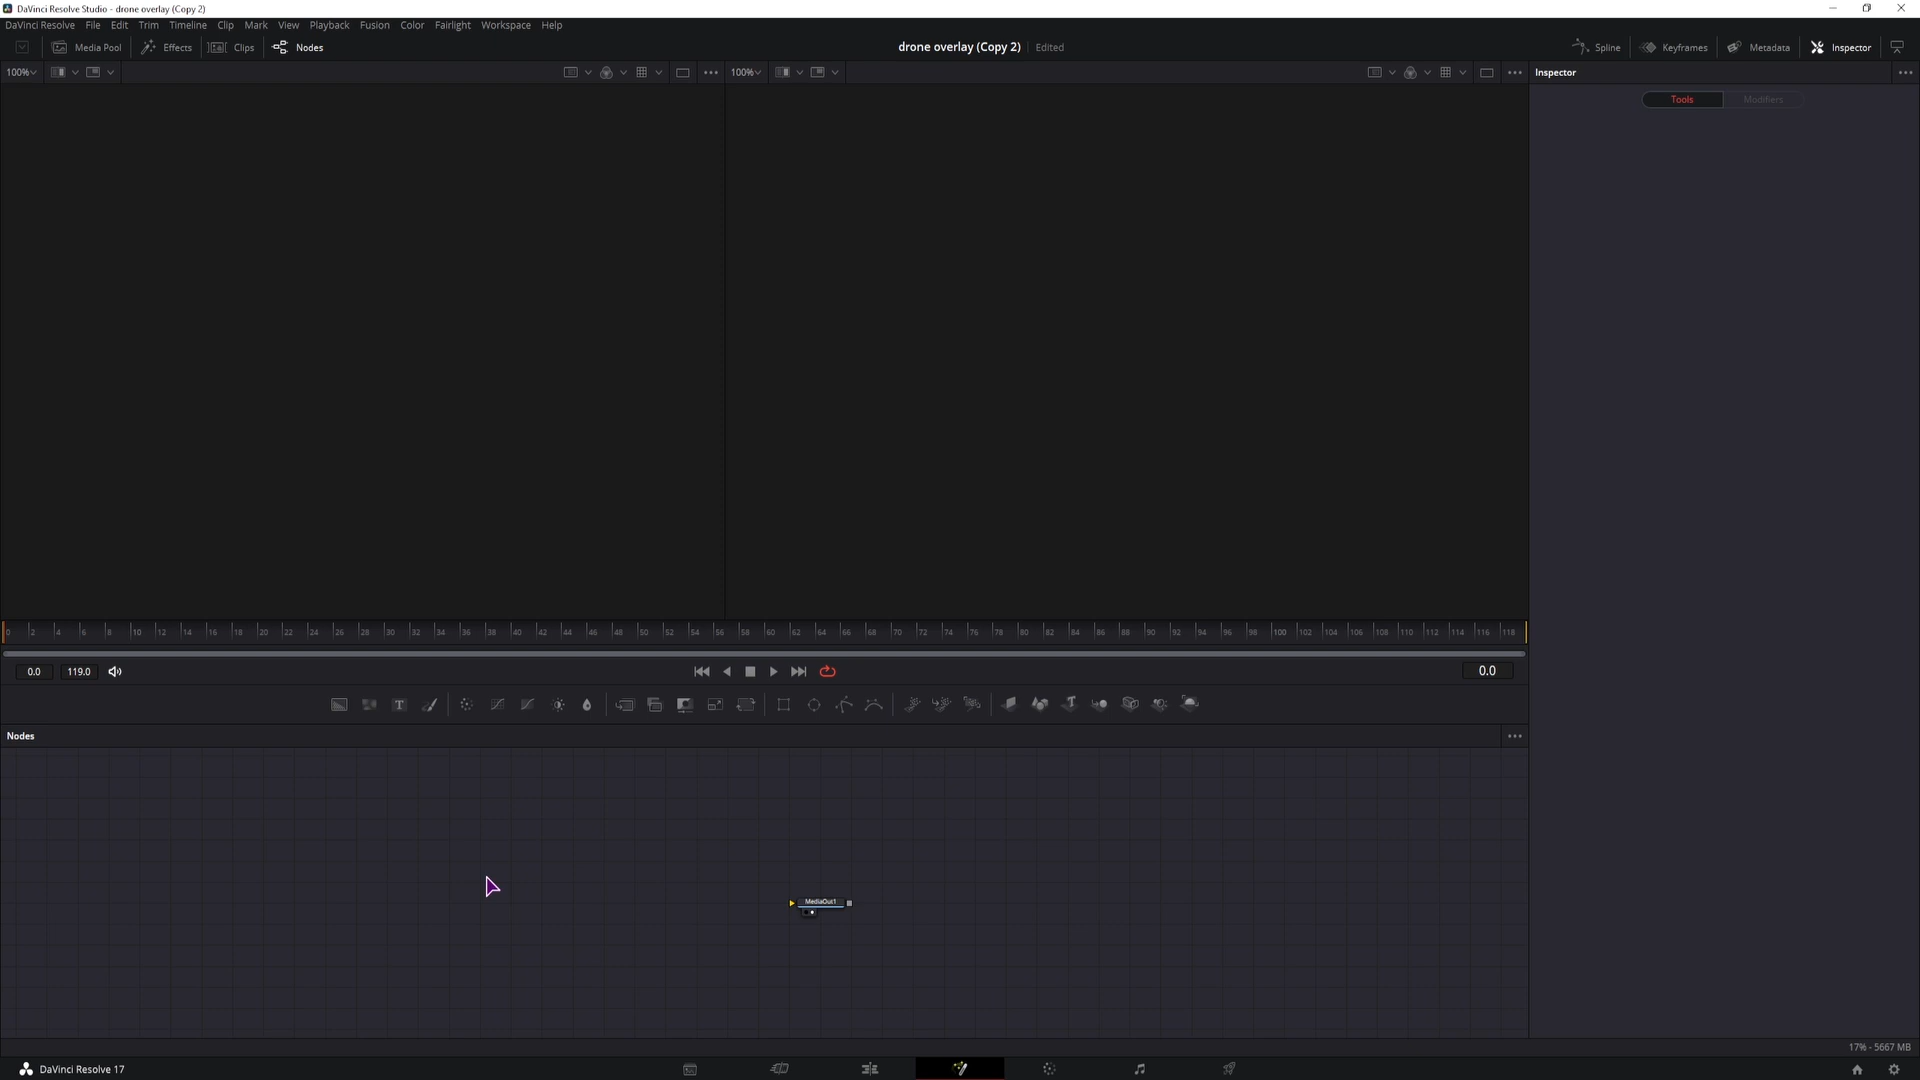 DaVinci Resolve Studio - drone overlay (Copy 2)
DaVinci Resolve File Edit Trim Timeline Clip Mark View Playback Fusion Color Fairlight Workspace Help
Media Pool Effects Clips Nodes drone overlay (Copy 2) Edited Spline Keyframes Metadata Inspector
100% 100% Inspector
Tools Modifiers
0 2 4 6 8 10 12 14 16 18 20 22 24 26 28 30 32 34 36 38 40 42 44 46 48 50 52 54 56 58 60 62 64 66 68 70 72 74 76 78 80 82 84 86 88 90 92 94 96 98 100 102 104 106 108 110 112 114 116 118
0.0 119.0 0.0
T
Nodes
MediaOut1
17% - 5667 MB
DaVinci Resolve 17